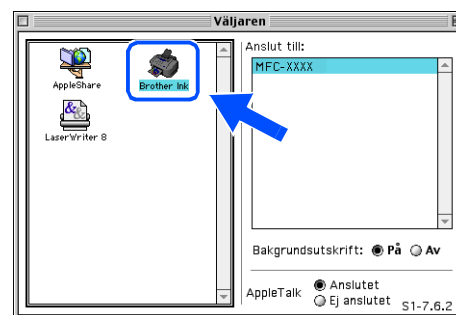 Väljaren
AppleShare
Brother Ink
LaserWriter 8
Anslut till:
MFC-XXXX
Bakgrundsutskrift: På Av
AppleTalk
Anslutet
Ej anslutet
S1-7.6.2